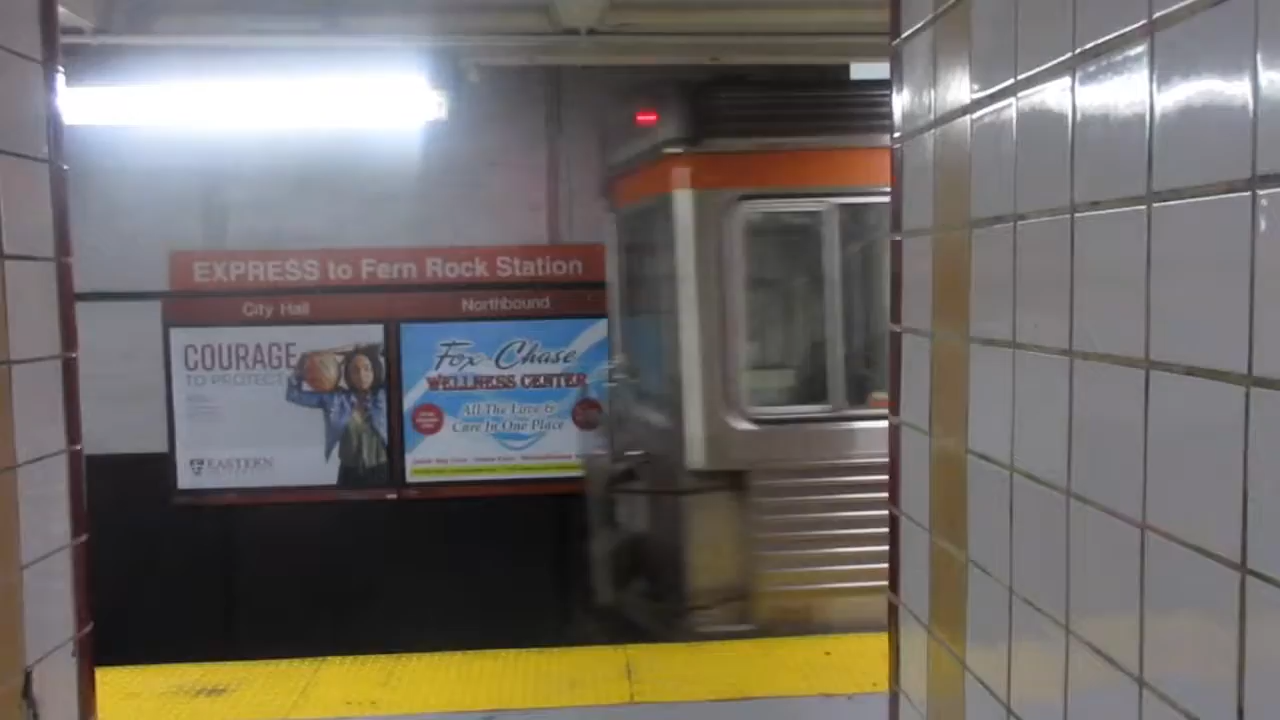 EXPRESS to Fern Rock Station
City Hall
Northbound
COURAGE
TO PROTECT
EASTERN
Fox Chase
WELLNESS CENTER
All The Love &
Care In One Place